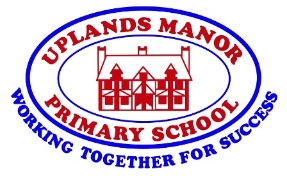 UPLANDS MANOR
PRIMARY SCHOOL
WORKING TOGETHER FOR SUCCESS